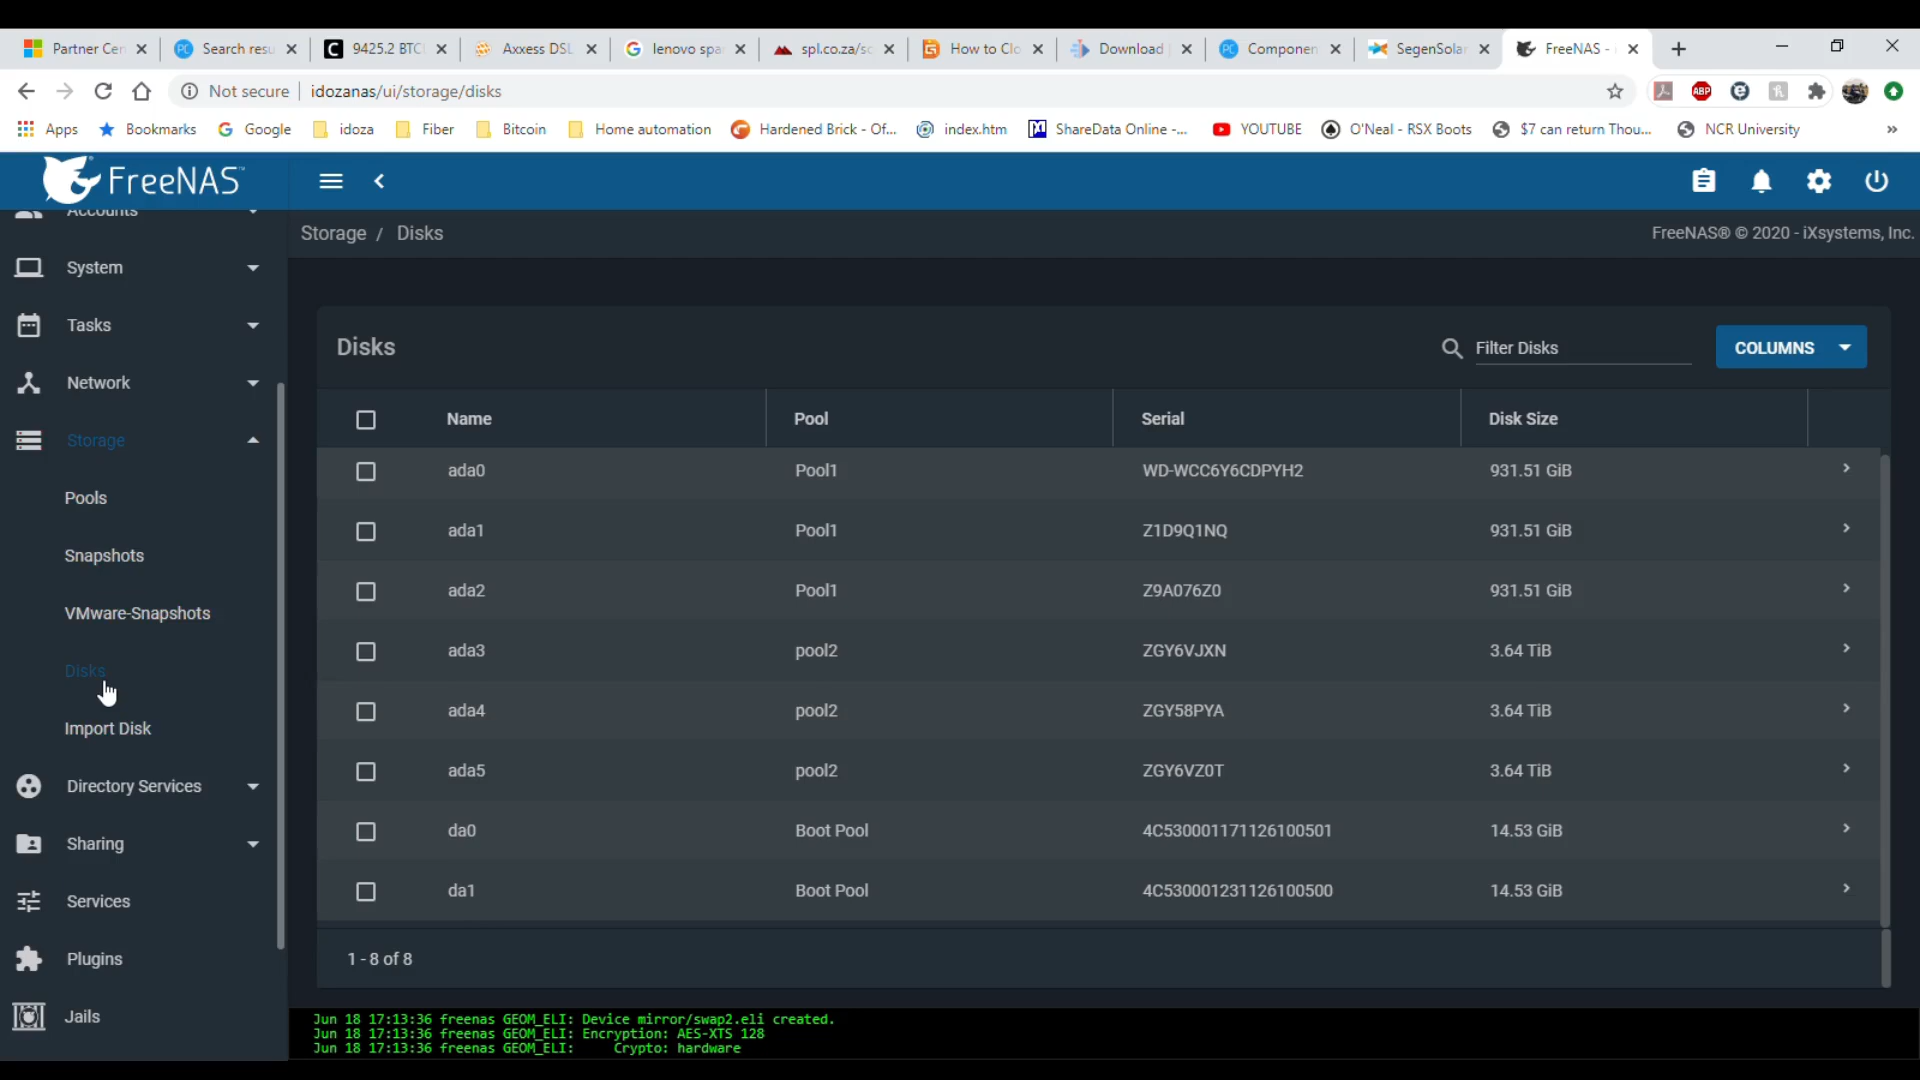 Partner Cen
Search resu
9425.2 BTC
Axxess DSL
lenovo spa
spl.co.za/sc
How to Clo
Download
Componen
SegenSolar
FreeNAS -
Not secure
idozanas/ui/storage/disks
ABP
Apps
Bookmarks
Google
idoza
Fiber
Bitcoin
Home automation
Hardened Brick - Of...
index.htm
ShareData Online -...
YOUTUBE
O'Neal - RSX Boots
$7 can return Thou...
NCR University
FreeNAS
Storage / Disks
FreeNAS® © 2020 - iXsystems, Inc.
Accounts
System
Tasks
Network
Storage
Pools
Snapshots
VMware-Snapshots
Disks
Import Disk
Directory Services
Sharing
Services
Plugins
Jails
Disks
Filter Disks
COLUMNS
Name Pool Serial Disk Size
ada0 Pool1 WD-WCC6Y6CDPYH2 931.51 GiB
ada1 Pool1 Z1D9Q1NQ 931.51 GiB
ada2 Pool1 Z9A076Z0 931.51 GiB
ada3 pool2 ZGY6VJXN 3.64 TiB
ada4 pool2 ZGY58PYA 3.64 TiB
ada5 pool2 ZGY6VZ0T 3.64 TiB
da0 Boot Pool 4C530001171126100501 14.53 GiB
da1 Boot Pool 4C530001231126100500 14.53 GiB
1 - 8 of 8
Jun 18 17:13:36 freenas GEOM_ELI: Device mirror/swap2.eli created.
Jun 18 17:13:36 freenas GEOM_ELI: Encryption: AES-XTS 128
Jun 18 17:13:36 freenas GEOM_ELI: Crypto: hardware